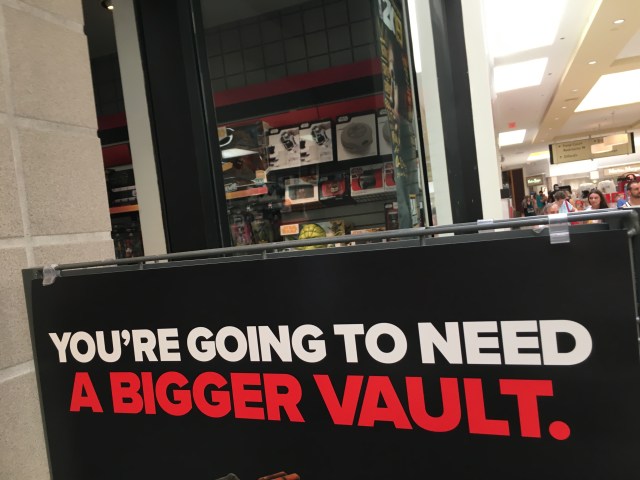 YOU'RE GOING TO NEED
A BIGGER VAULT.